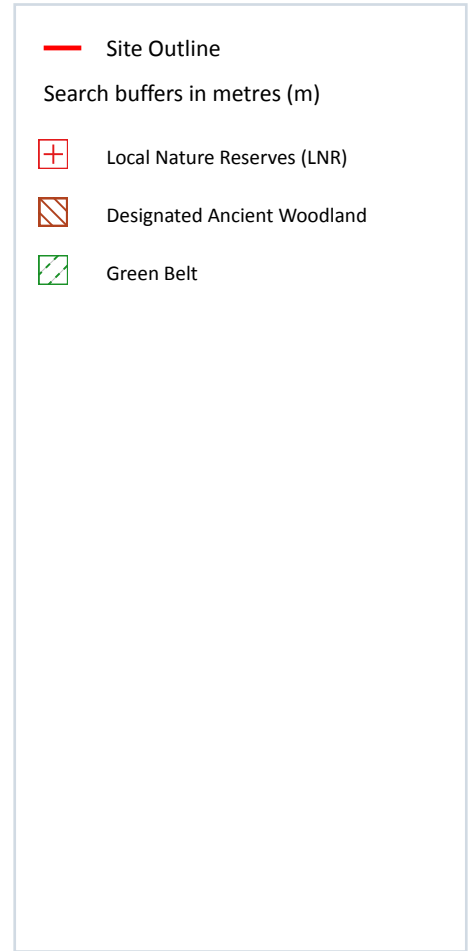 Site Outline
Search buffers in metres (m)
Local Nature Reserves (LNR)
Designated Ancient Woodland
Green Belt